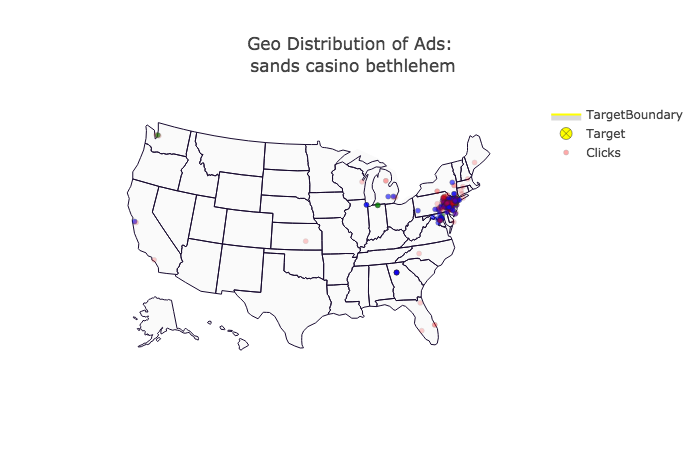 Geo Distribution of Ads:
sands casino bethlehem
TargetBoundary
Target
Clicks